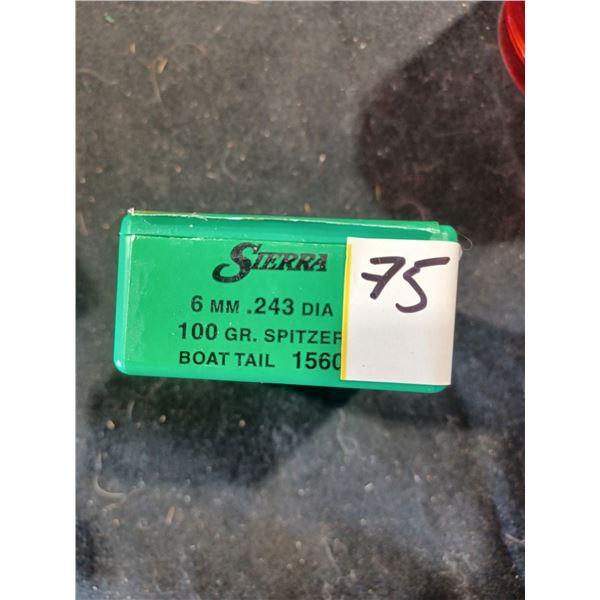 SIERRA
6 MM .243 DIA
100 GR. SPITZER
BOAT TAIL 1560
75